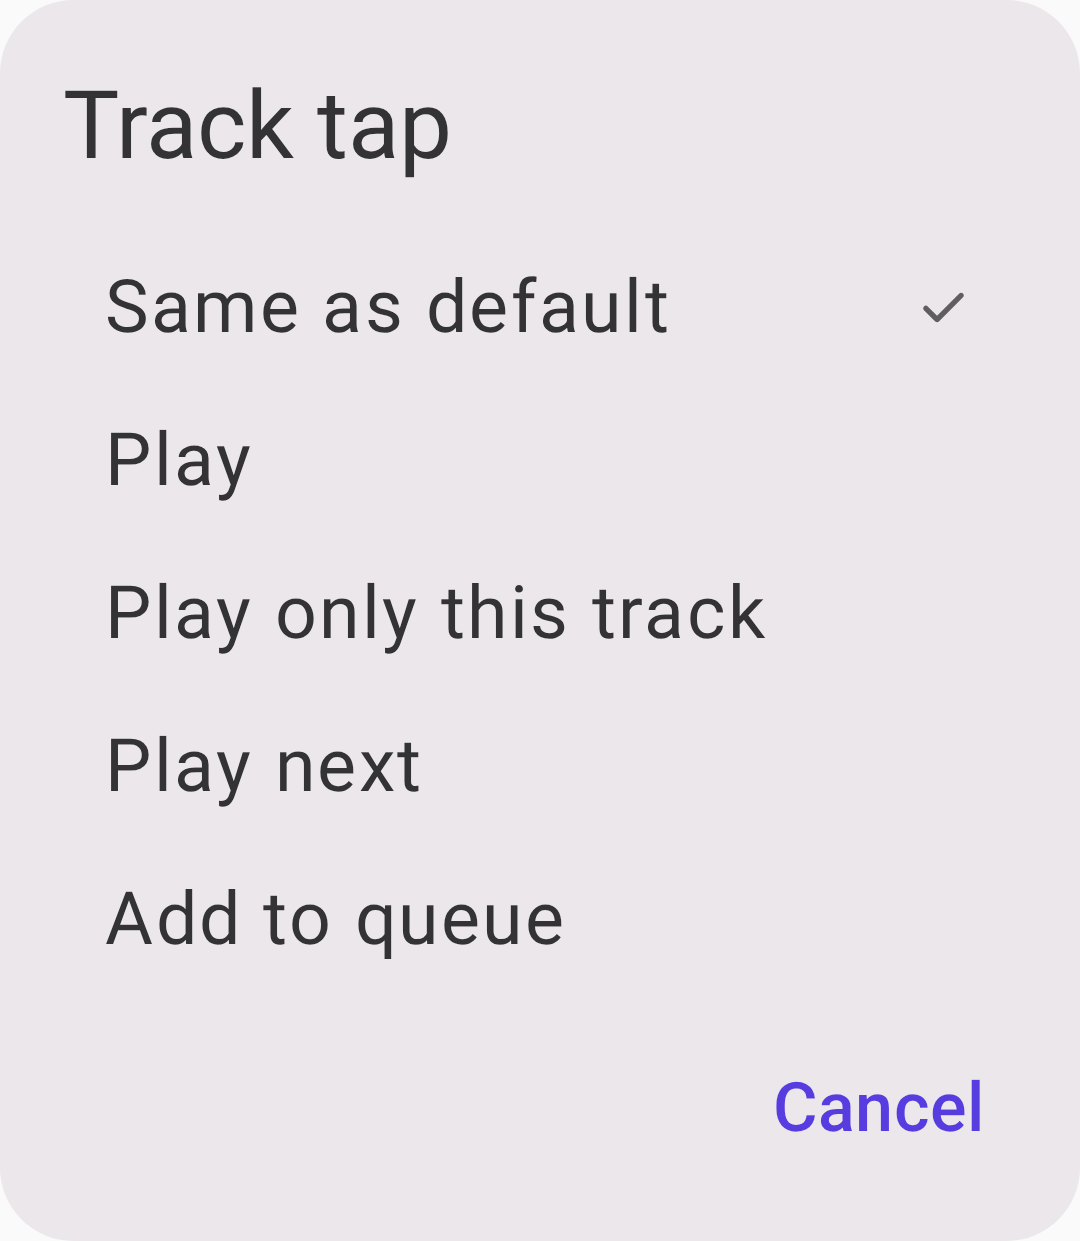 Track tap
Same as default
Play
Play only this track
Play next
Add to queue
Cancel